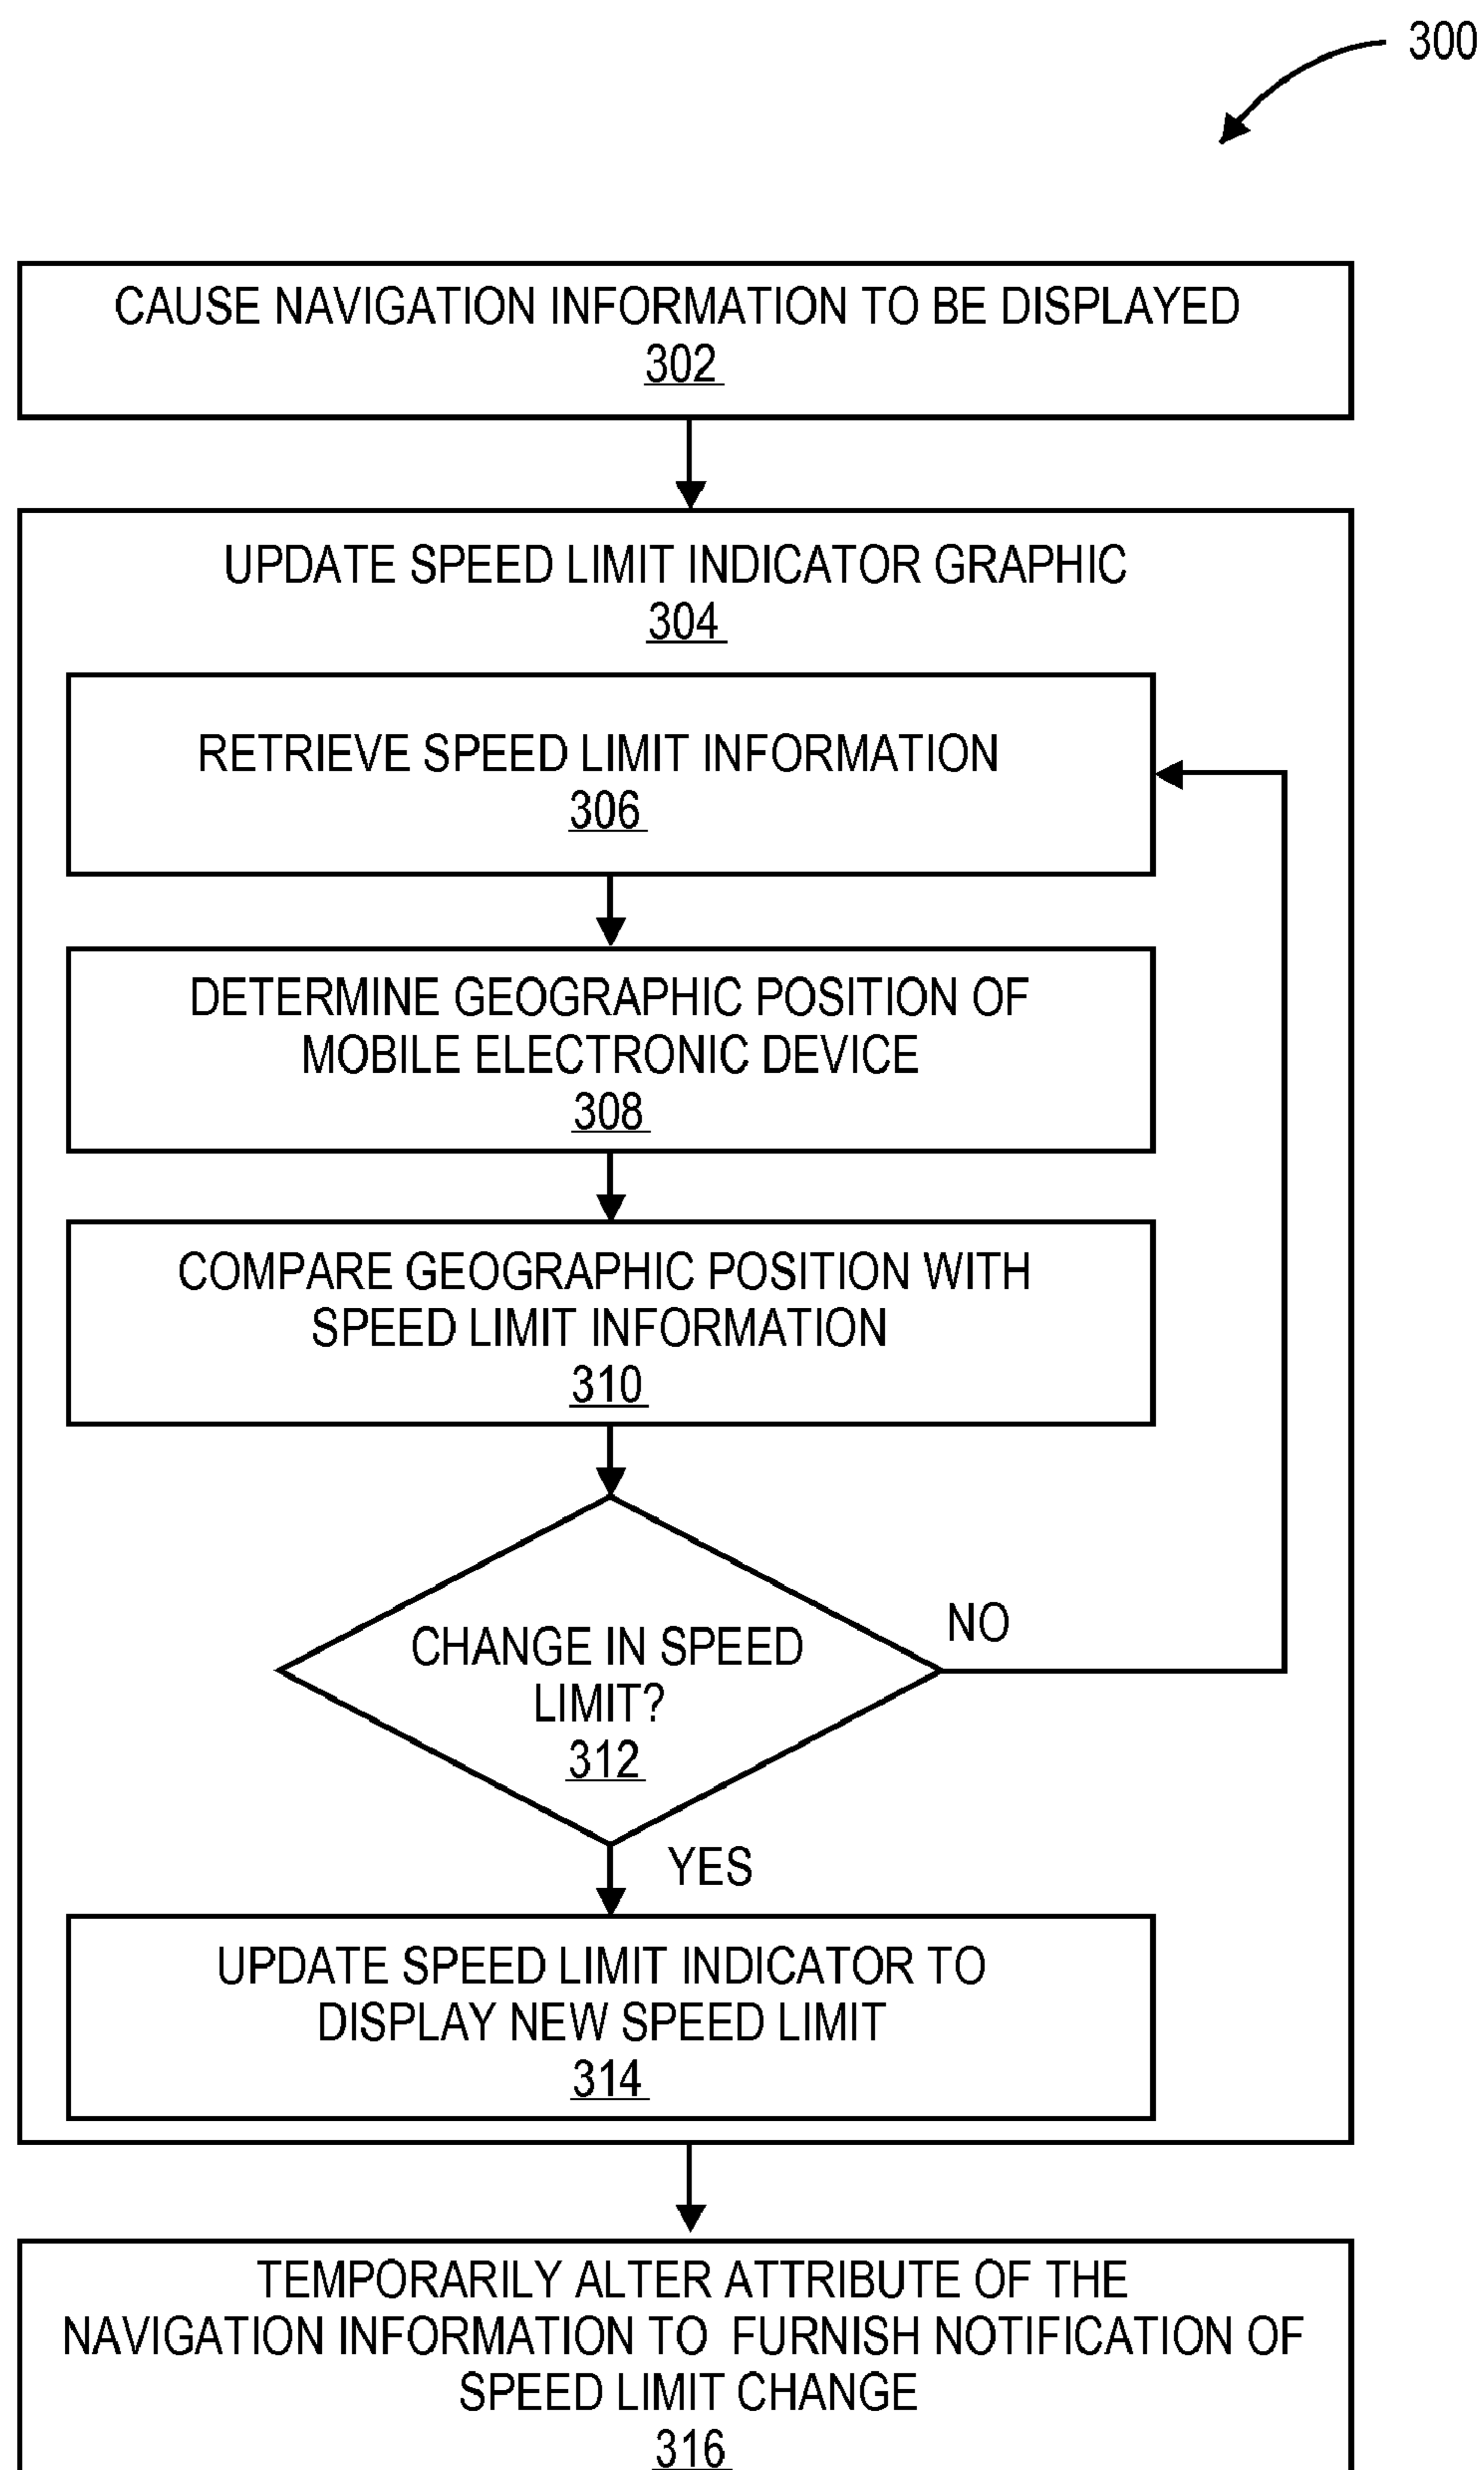 300
CAUSE NAVIGATION INFORMATION TO BE DISPLAYED
302
UPDATE SPEED LIMIT INDICATOR GRAPHIC
304
RETRIEVE SPEED LIMIT INFORMATION
306
DETERMINE GEOGRAPHIC POSITION OF
MOBILE ELECTRONIC DEVICE
308
COMPARE GEOGRAPHIC POSITION WITH
SPEED LIMIT INFORMATION
310
CHANGE IN SPEED
LIMIT?
312
NO
YES
UPDATE SPEED LIMIT INDICATOR TO
DISPLAY NEW SPEED LIMIT
314
TEMPORARILY ALTER ATTRIBUTE OF THE
NAVIGATION INFORMATION TO FURNISH NOTIFICATION OF
SPEED LIMIT CHANGE
316